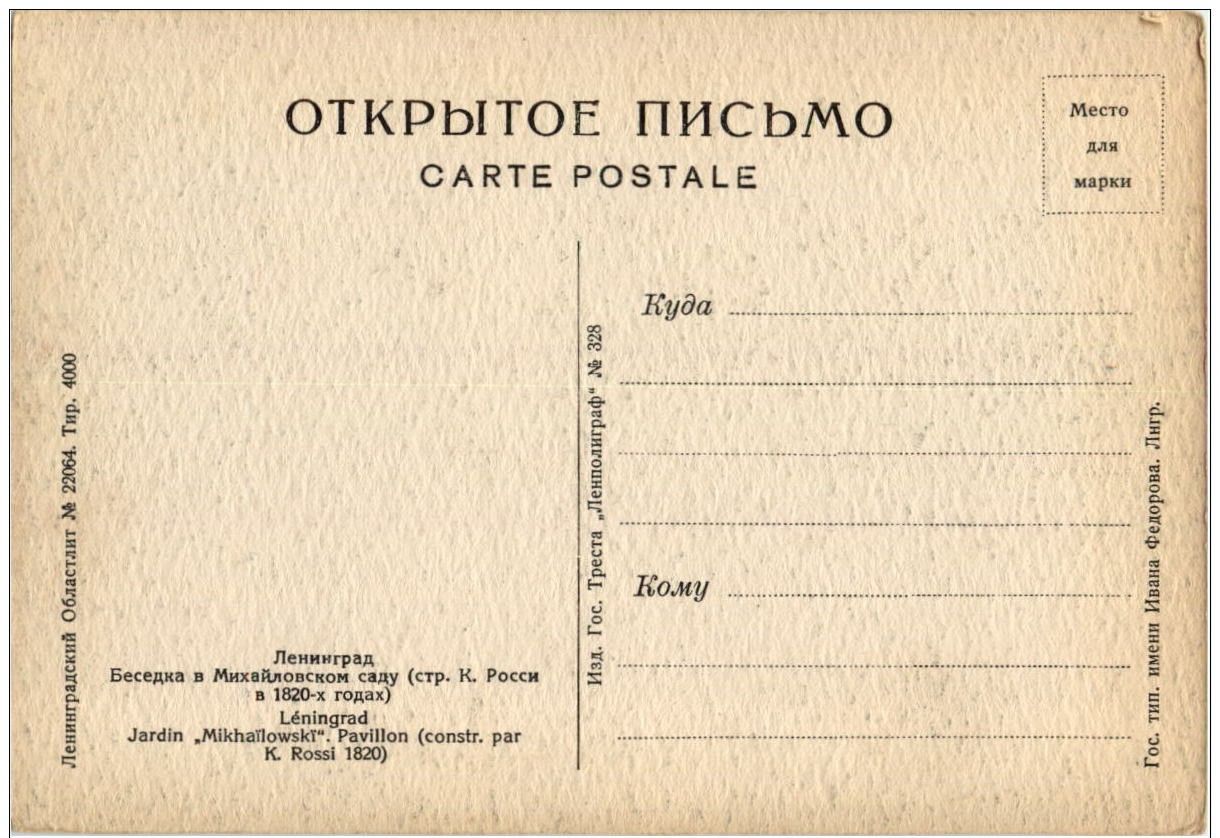 ОТКРЫТОЕ ПИСЬМО
CARTE POSTALE
Место
для
марки
Куда
Кому
Ленинградский Областлит № 22064. Тир. 4000
Ленинград
Беседка в Михайловском саду (стр. К. Росси
в 1820-х годах)
Léningrad
Jardin „Mikhaïlowskï“. Pavillon (constr. par
K. Rossi 1820)
Изд. Гос. Треста „Ленполиграф“ № 328
Гос. тип. имени Ивана Федорова. Лнгр.